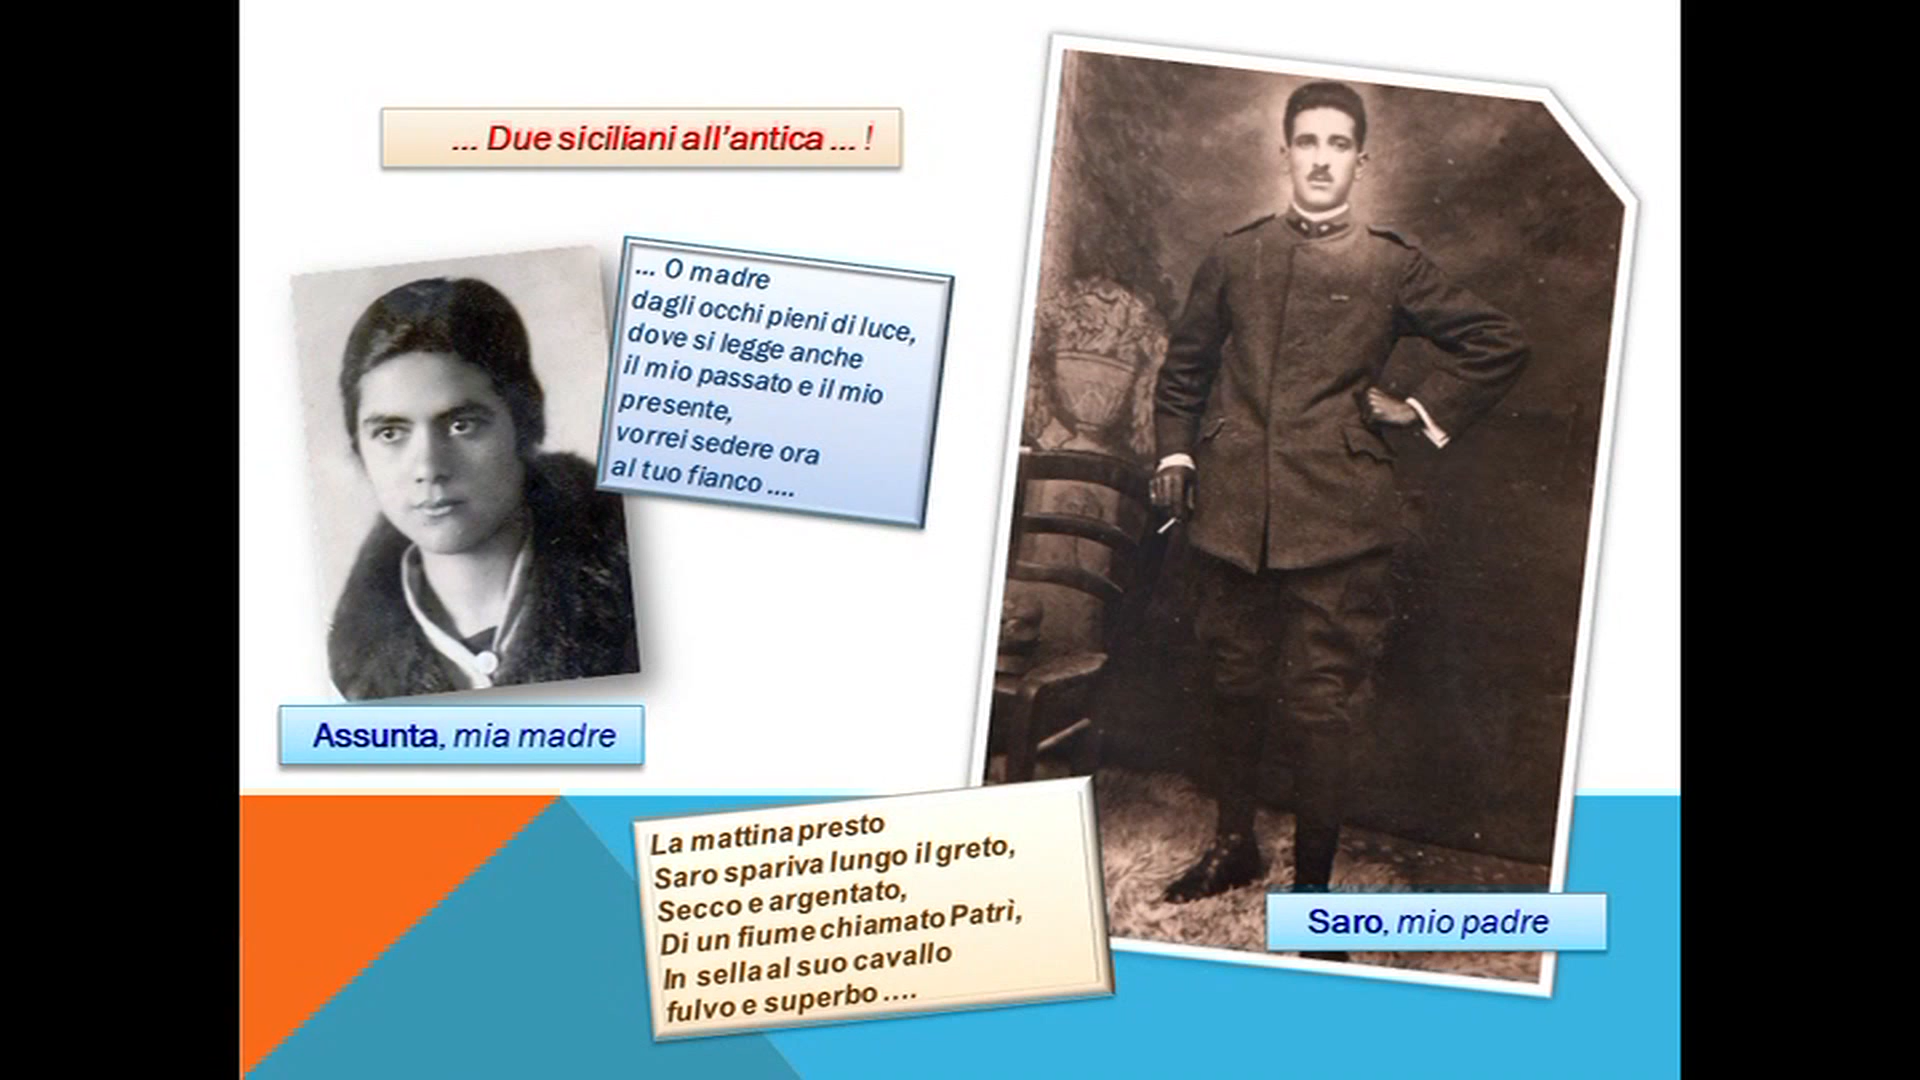 ... Due siciliani all'antica ... !
... O madre
dagli occhi pieni di luce,
dove si legge anche
il mio passato e il mio
presente,
vorrei sedere ora
al tuo fianco ....
Assunta, mia madre
La mattina presto
Saro spariva lungo il greto,
Secco e argentato,
Di un fiume chiamato Patrì,
In sella al suo cavallo
fulvo e superbo ....
Saro, mio padre